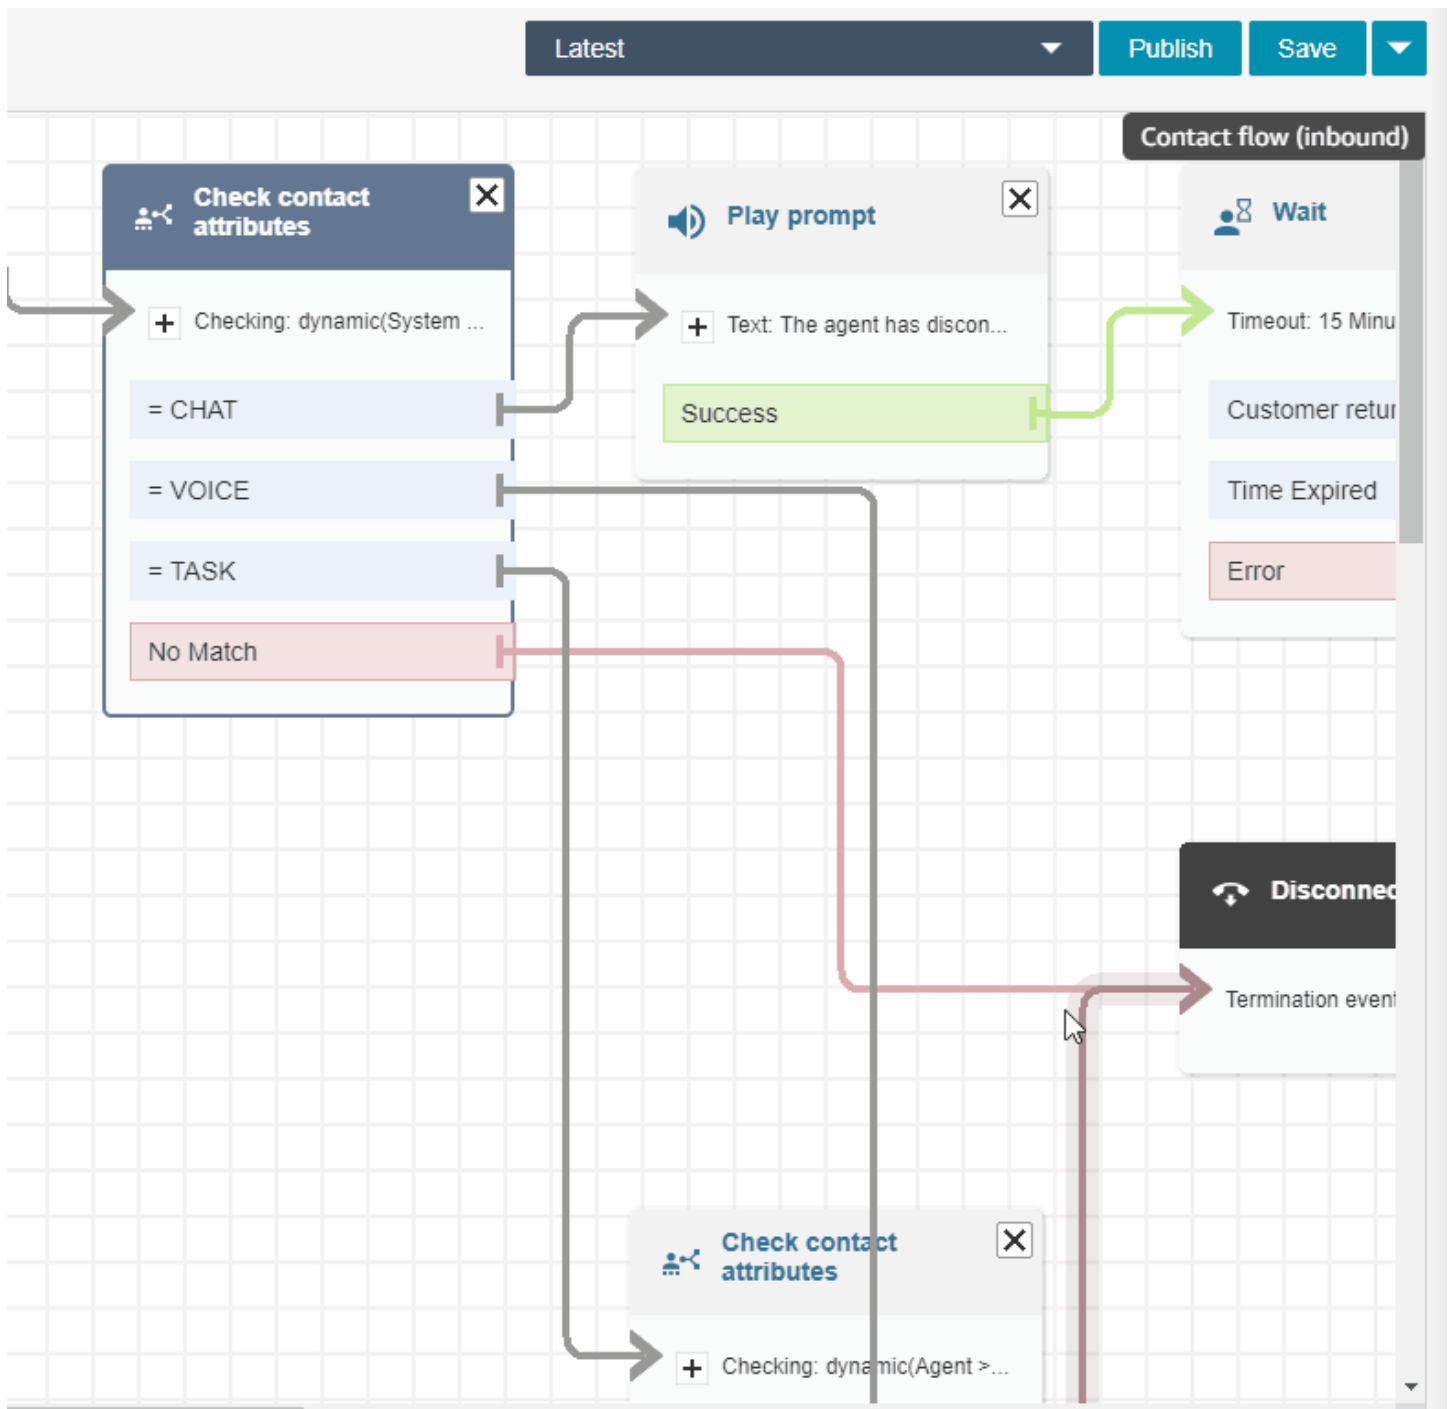 Latest
Publish
Save
Contact flow (inbound)
Check contact
attributes
Checking: dynamic(System ...
= CHAT
= VOICE
= TASK
No Match
Play prompt
Text: The agent has discon...
Success
Wait
Timeout: 15 Minu
Customer retur
Time Expired
Error
Disconnec
Termination event
Check contact
attributes
Checking: dynamic(Agent >...